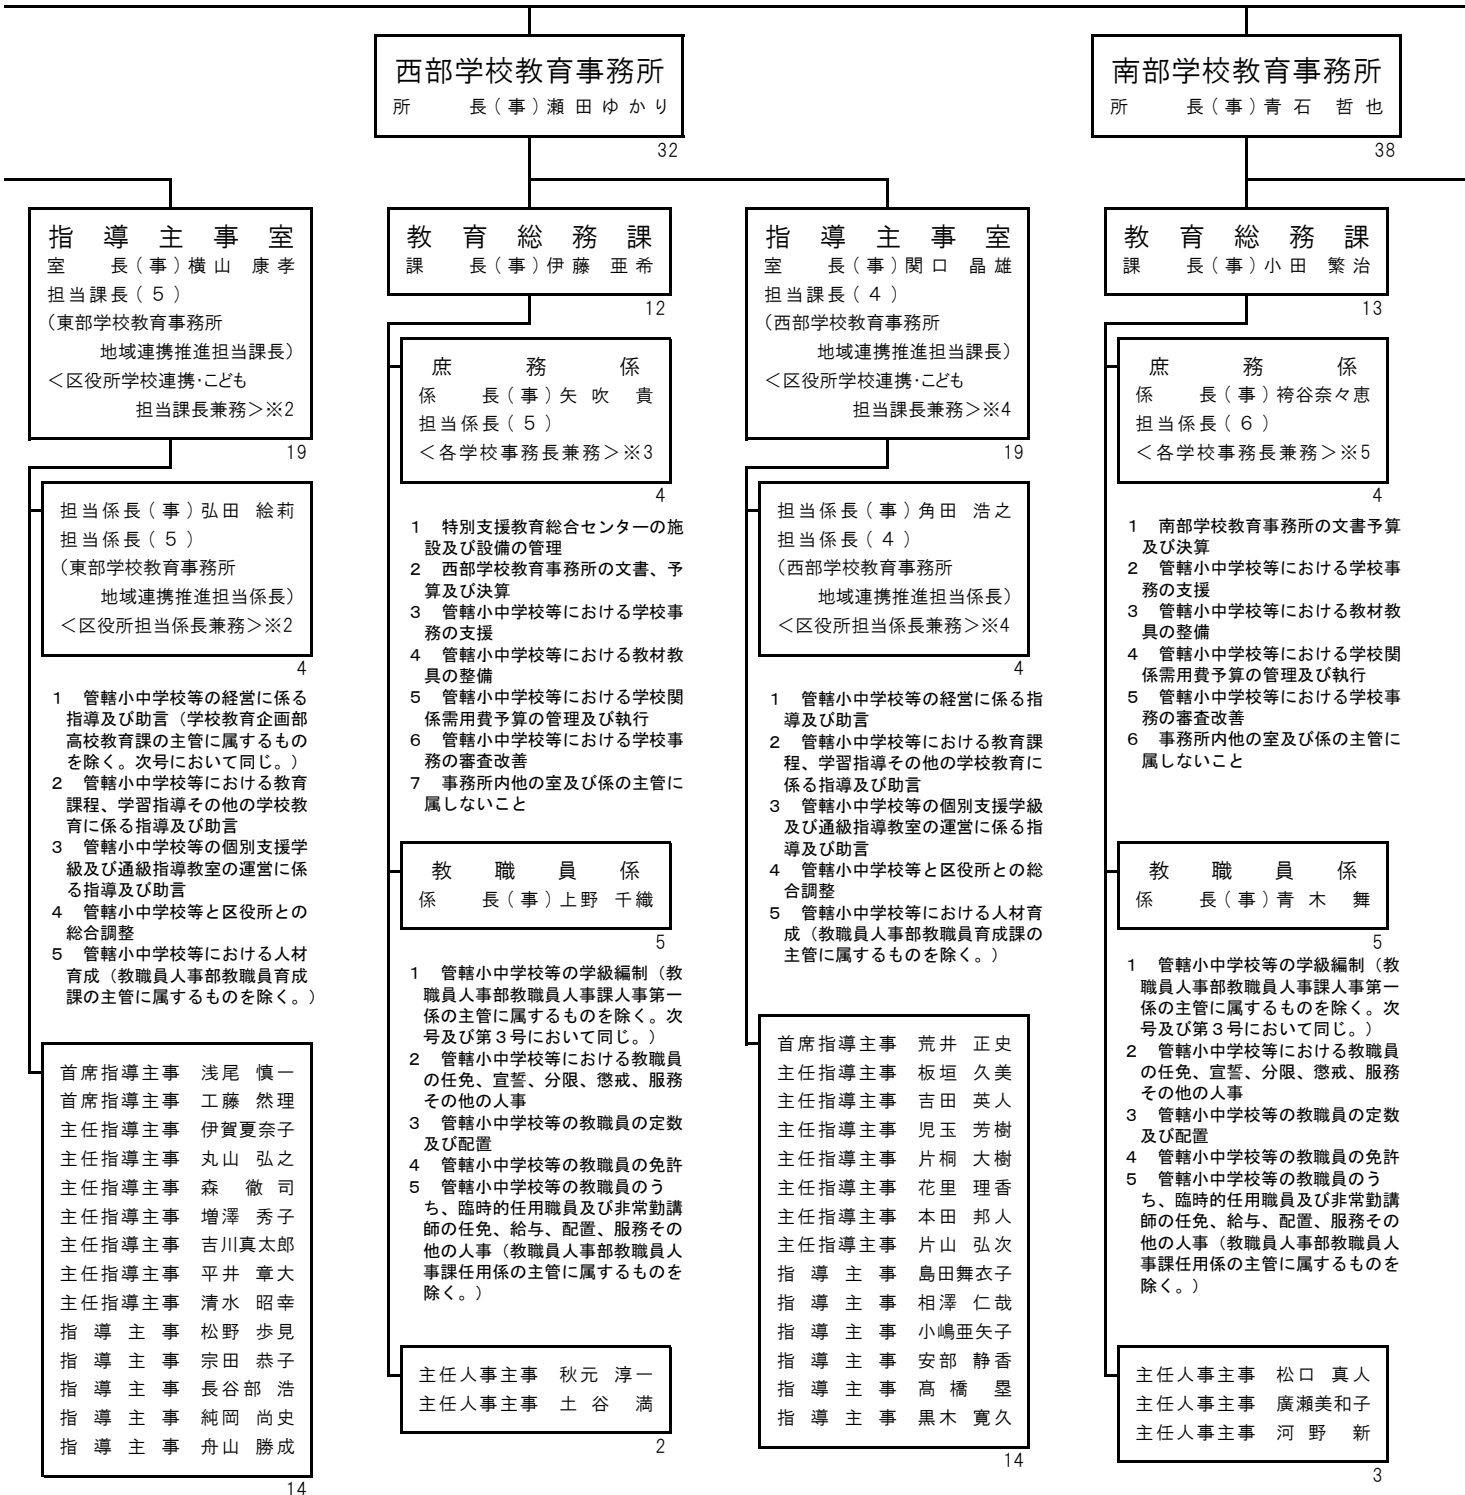 西部学校教育事務所
所　　長(事)瀬田ゆかり
32
南部学校教育事務所
所　　長(事)青石　哲也
38
指導主事室
室　　長(事)横山　康孝
担当課長(５)
(東部学校教育事務所
地域連携推進担当課長)
＜区役所学校連携･こども
担当課長兼務＞※2
19
担当係長(事)弘田　絵莉
担当係長(５)
(東部学校教育事務所
地域連携推進担当係長)
＜区役所担当係長兼務＞※2
4
1　管轄小中学校等の経営に係る
指導及び助言（学校教育企画部
高校教育課の主管に属するもの
を除く。次号において同じ。）
2　管轄小中学校等における教育
課程、学習指導その他の学校教
育に係る指導及び助言
3　管轄小中学校等の個別支援学
級及び通級指導教室の運営に係
る指導及び助言
4　管轄小中学校等と区役所との
総合調整
5　管轄小中学校等における人材
育成（教職員人事部教職員育成
課の主管に属するものを除く。）
首席指導主事　浅尾　慎一
首席指導主事　工藤　然理
主任指導主事　伊賀夏奈子
主任指導主事　丸山　弘之
主任指導主事　森　徹司
主任指導主事　増澤　秀子
主任指導主事　吉川真太郎
主任指導主事　平井　章大
主任指導主事　清水　昭幸
指導主事　松野　歩見
指導主事　宗田　恭子
指導主事　長谷部　浩
指導主事　純岡　尚史
指導主事　舟山　勝成
14
教育総務課
課　　長(事)伊藤　亜希
12
庶務係
係　　長(事)矢吹　貴
担当係長(５)
＜各学校事務長兼務＞※3
4
1　特別支援教育総合センターの施
設及び設備の管理
2　西部学校教育事務所の文書、予
算及び決算
3　管轄小中学校等における学校事
務の支援
4　管轄小中学校等における教材教
具の整備
5　管轄小中学校等における学校関
係需用費予算の管理及び執行
6　管轄小中学校等における学校事
務の審査改善
7　事務所内他の室及び係の主管に
属しないこと
教職員係
係　　長(事)上野　千織
5
1　管轄小中学校等の学級編制（教
職員人事部教職員人事課人事第一
係の主管に属するものを除く。次
号及び第３号において同じ。）
2　管轄小中学校等における教職員
の任免、宣誓、分限、懲戒、服務
その他の人事
3　管轄小中学校等の教職員の定数
及び配置
4　管轄小中学校等の教職員の免許
5　管轄小中学校等の教職員のう
ち、臨時的任用職員及び非常勤講
師の任免、給与、配置、服務その
他の人事（教職員人事部教職員人
事課任用係の主管に属するものを
除く。）
主任人事主事　秋元　淳一
主任人事主事　土谷　満
2
指導主事室
室　　長(事)関口　晶雄
担当課長(４)
(西部学校教育事務所
地域連携推進担当課長)
＜区役所学校連携･こども
担当課長兼務＞※4
19
担当係長(事)角田　浩之
担当係長(４)
(西部学校教育事務所
地域連携推進担当係長)
＜区役所担当係長兼務＞※4
4
1　管轄小中学校等の経営に係る指
導及び助言
2　管轄小中学校等における教育課
程、学習指導その他の学校教育に
係る指導及び助言
3　管轄小中学校等の個別支援学級
及び通級指導教室の運営に係る指
導及び助言
4　管轄小中学校等と区役所との総
合調整
5　管轄小中学校等における人材育
成（教職員人事部教職員育成課の
主管に属するものを除く。）
首席指導主事　荒井　正史
主任指導主事　板垣　久美
主任指導主事　吉田　英人
主任指導主事　児玉　芳樹
主任指導主事　片桐　大樹
主任指導主事　花里　理香
主任指導主事　本田　邦人
主任指導主事　片山　弘次
指導主事　島田舞衣子
指導主事　相澤　仁哉
指導主事　小嶋亜矢子
指導主事　安部　静香
指導主事　髙橋　塁
指導主事　黒木　寛久
14
教育総務課
課　　長(事)小田　繁治
13
庶務係
係　　長(事)袴谷奈々恵
担当係長(６)
＜各学校事務長兼務＞※5
4
1　南部学校教育事務所の文書予算
及び決算
2　管轄小中学校等における学校事
務の支援
3　管轄小中学校等における教材教
具の整備
4　管轄小中学校等における学校関
係需用費予算の管理及び執行
5　管轄小中学校等における学校事
務の審査改善
6　事務所内他の室及び係の主管に
属しないこと
教職員係
係　　長(事)青木　舞
5
1　管轄小中学校等の学級編制（教
職員人事部教職員人事課人事第一
係の主管に属するものを除く。次
号及び第３号において同じ。）
2　管轄小中学校等における教職員
の任免、宣誓、分限、懲戒、服務
その他の人事
3　管轄小中学校等の教職員の定数
及び配置
4　管轄小中学校等の教職員の免許
5　管轄小中学校等の教職員のう
ち、臨時的任用職員及び非常勤講
師の任免、給与、配置、服務その
他の人事（教職員人事部教職員人
事課任用係の主管に属するものを
除く。）
主任人事主事　松口　真人
主任人事主事　廣瀬美和子
主任人事主事　河野　新
3